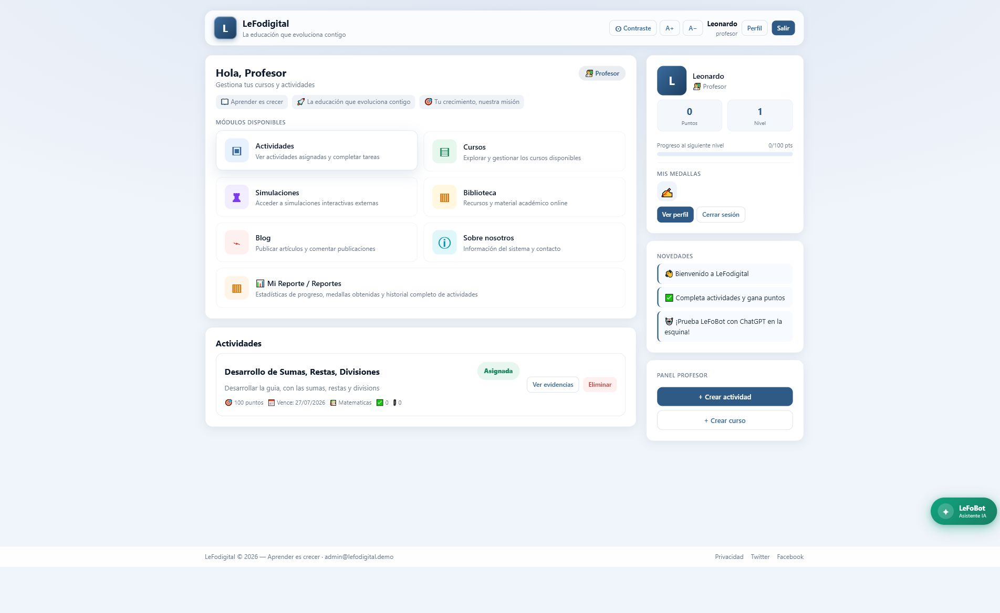 L
LeFodigital
La educación que evoluciona contigo
Contraste
A+
A−
Leonardo
profesor
Perfil
Salir
Hola, Profesor
Gestiona tus cursos y actividades
Profesor
Aprender es crecer
La educación que evoluciona contigo
Tu crecimiento, nuestra misión
MÓDULOS DISPONIBLES
Actividades
Ver actividades asignadas y completar tareas
Cursos
Explorar y gestionar los cursos disponibles
Simulaciones
Acceder a simulaciones interactivas externas
Biblioteca
Recursos y material académico online
Blog
Publicar artículos y comentar publicaciones
Sobre nosotros
Información del sistema y contacto
📊 Mi Reporte / Reportes
Estadísticas de progreso, medallas obtenidas y historial completo de actividades
Actividades
Desarrollo de Sumas, Restas, Divisiones
Asignada
Desarrollar la guia, con las sumas, restas y divisions
Ver evidencias
Eliminar
🎯 100 puntos
Vence: 27/07/2026
Matematicas
✅ 0
0
L
Leonardo
Profesor
0
Puntos
1
Nivel
Progreso al siguiente nivel
0/100 pts
MIS MEDALLAS
Ver perfil
Cerrar sesión
NOVEDADES
👋 Bienvenido a LeFodigital
✅ Completa actividades y gana puntos
🤖 ¡Prueba LeFoBot con ChatGPT en la
esquina!
PANEL PROFESOR
+ Crear actividad
+ Crear curso
LeFoBot
Asistente IA
LeFodigital © 2026 — Aprender es crecer · admin@lefodigital.demo
Privacidad
Twitter
Facebook